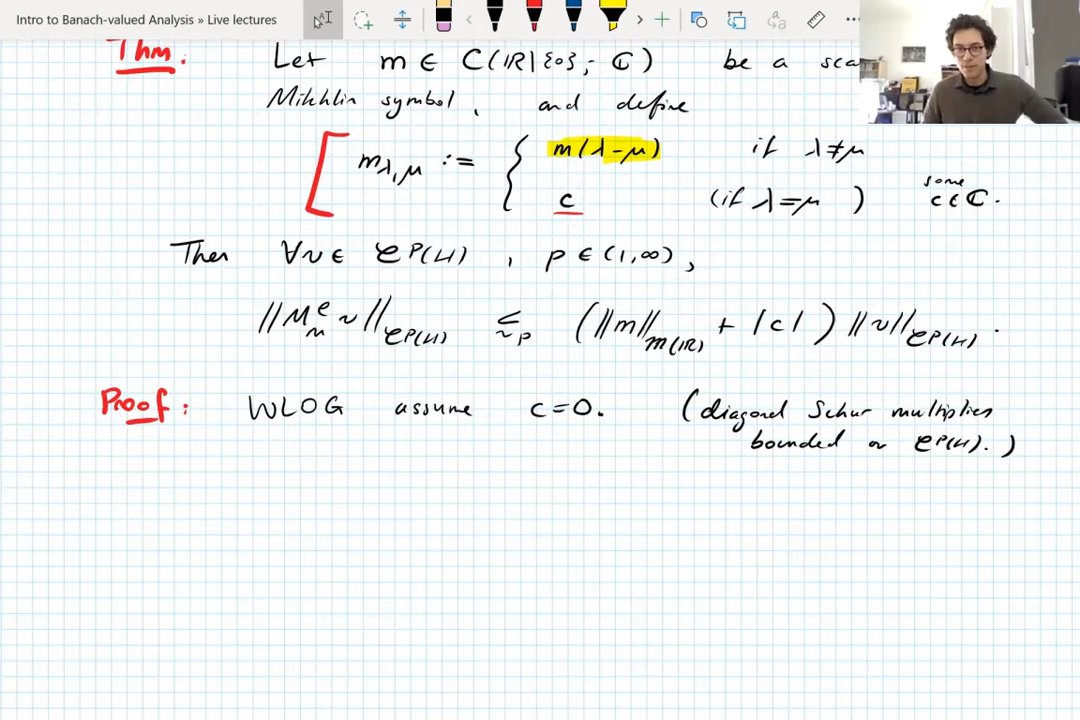 Intro to Banach-valued Analysis » Live lectures
Thm: Let m ∈ C(ℝ\{0}; ℂ) be a sca
Mikhlin symbol, and define
m_{λ,μ} := { m(λ-μ) if λ≠μ
c (if λ=μ) some c∈ℂ.
Then ∀v∈ 𝒞^p(H), p∈(1,∞),
||M_m^e v||_{𝒞^p(H)} ≲_p (||m||_{𝔪(ℝ)} + |c|) ||v||_{𝒞^p(H)}.
Proof: WLOG assume c=0. (diagonal Schur multiplies
bounded on 𝒞^p(H).)